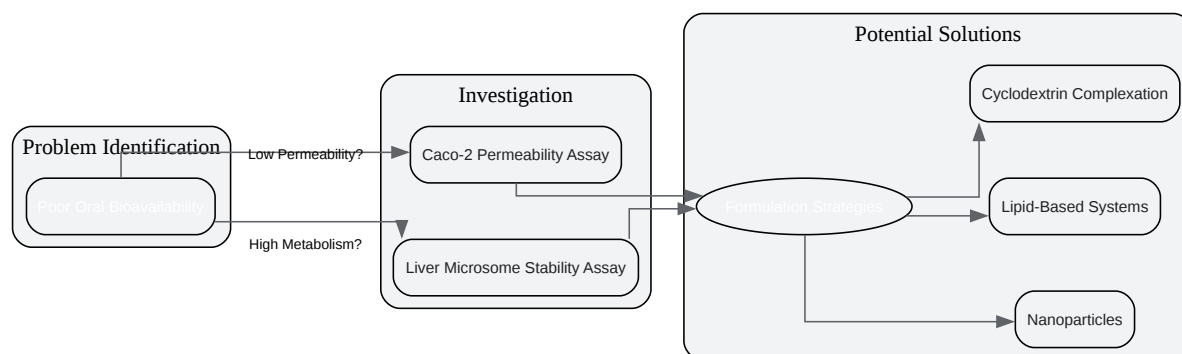 Problem Identification
Poor Oral Bioavailability
Low Permeability?
High Metabolism?
Investigation
Caco-2 Permeability Assay
Liver Microsome Stability Assay
Potential Solutions
Formulation Strategies
Cyclodextrin Complexation
Lipid-Based Systems
Nanoparticles